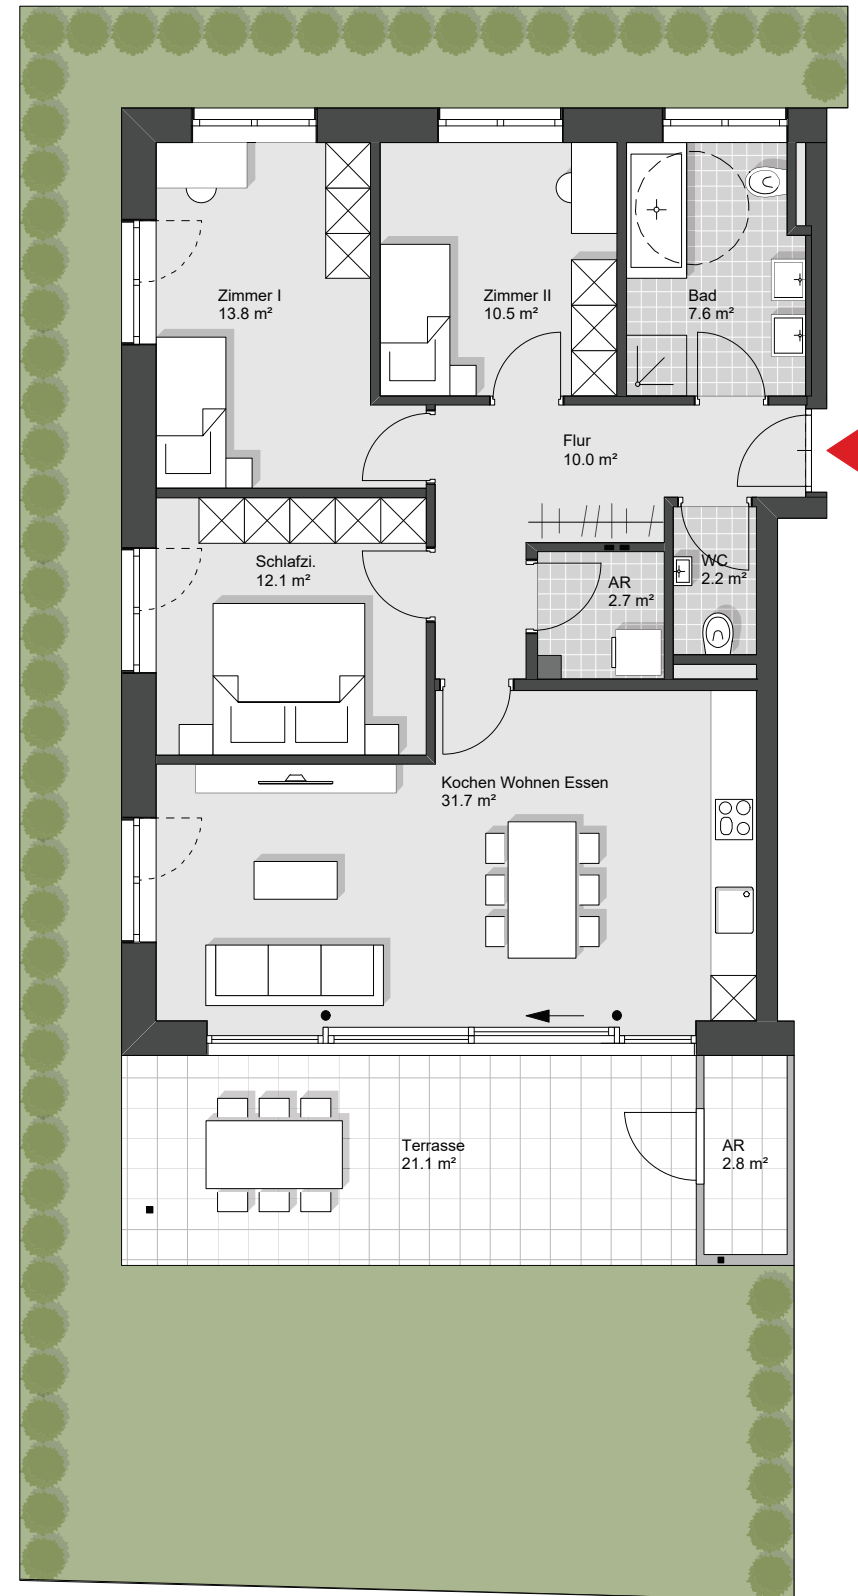 Zimmer I
13.8 m²
Zimmer II
10.5 m²
Bad
7.6 m²
Flur
10.0 m²
Schlafzi.
12.1 m²
AR
2.7 m²
WC
2.2 m²
Kochen Wohnen Essen
31.7 m²
Terrasse
21.1 m²
AR
2.8 m²